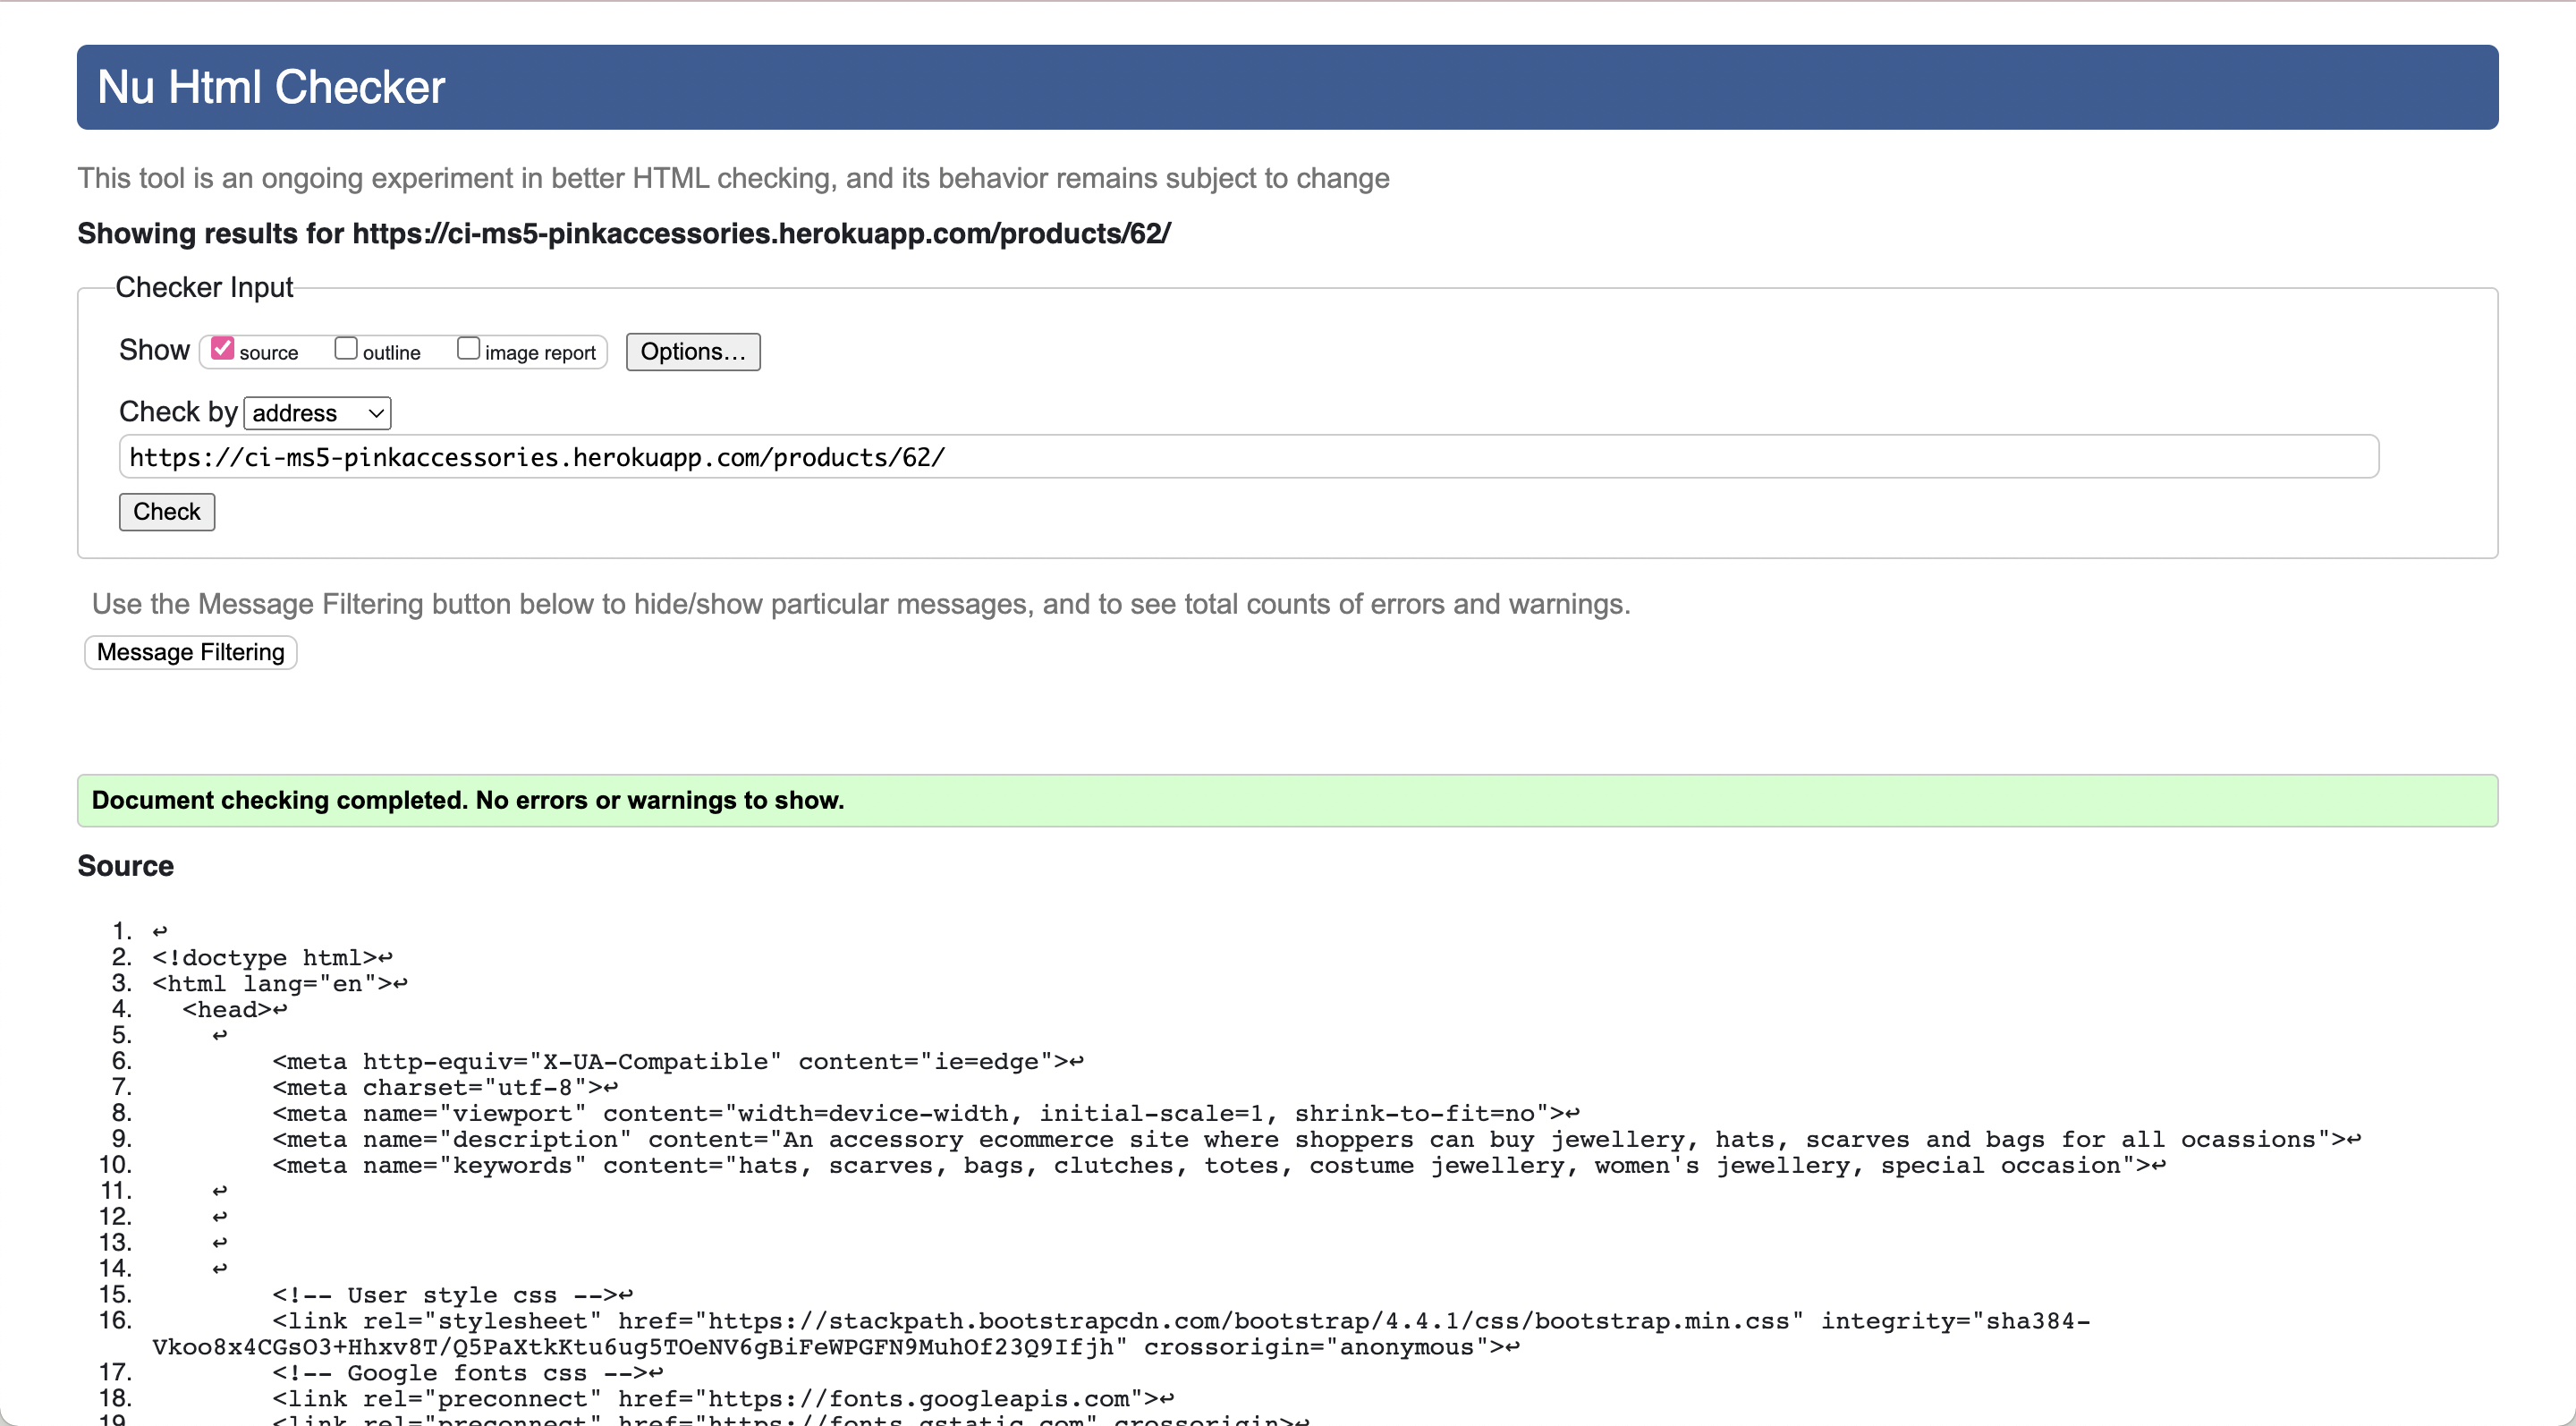 Nu Html Checker
This tool is an ongoing experiment in better HTML checking, and its behavior remains subject to change
Showing results for https://ci-ms5-pinkaccessories.herokuapp.com/products/62/
Checker Input
Show source outline image report Options...
Check by address
https://ci-ms5-pinkaccessories.herokuapp.com/products/62/
Check
Use the Message Filtering button below to hide/show particular messages, and to see total counts of errors and warnings.
Message Filtering
Document checking completed. No errors or warnings to show.
Source
1. ↩
2. <!doctype html>↩
3. <html lang="en">↩
4. <head>↩
5. ↩
6. <meta http-equiv="X-UA-Compatible" content="ie=edge">↩
7. <meta charset="utf-8">↩
8. <meta name="viewport" content="width=device-width, initial-scale=1, shrink-to-fit=no">↩
9. <meta name="description" content="An accessory ecommerce site where shoppers can buy jewellery, hats, scarves and bags for all ocassions">↩
10. <meta name="keywords" content="hats, scarves, bags, clutches, totes, costume jewellery, women's jewellery, special occasion">↩
11. ↩
12. ↩
13. ↩
14. ↩
15. <!-- User style css -->↩
16. <link rel="stylesheet" href="https://stackpath.bootstrapcdn.com/bootstrap/4.4.1/css/bootstrap.min.css" integrity="sha384-
Vkoo8x4CGsO3+Hhxv8T/Q5PaXtkKtu6ug5TOeNV6gBiFeWPGFN9MuhOf23Q9Ifjh" crossorigin="anonymous">↩
17. <!-- Google fonts css -->↩
18. <link rel="preconnect" href="https://fonts.googleapis.com">↩
19. <link rel="preconnect" href="https://fonts.gstatic.com" crossorigin>↩